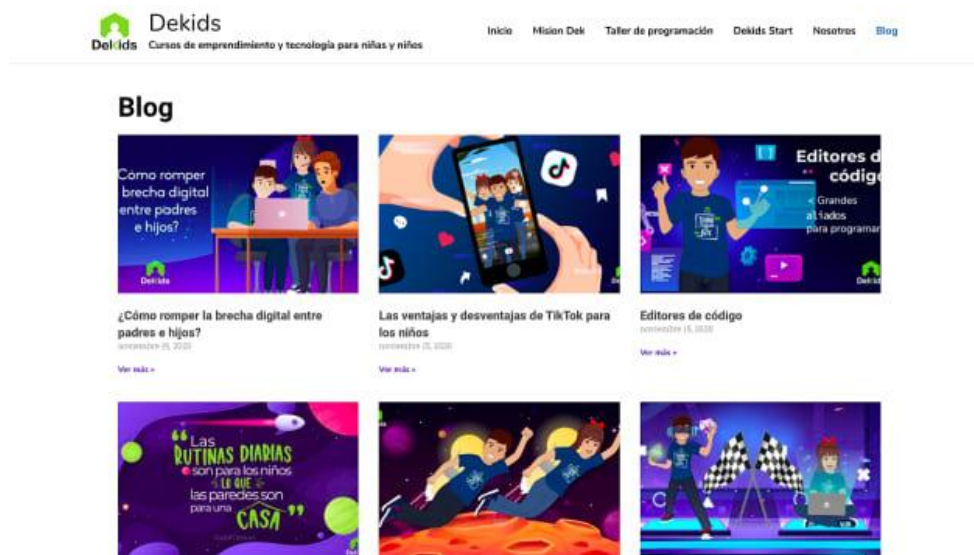 Dekids
Dekids
Cursos de emprendimiento y tecnología para niñas y niños
Inicio
Mision Dek
Taller de programación
Dekids Start
Nosotros
Blog
Blog
Cómo romper
brecha digital
entre padres
e hijos?
Dekids
Editores d
códig
< Grandes
aliados
para programar
Dekid
¿Cómo romper la brecha digital entre
padres e hijos?
Ver más »
Las ventajas y desventajas de TikTok para
los niños
Ver más »
Editores de código
Ver más »
“Las
RUTINAS DIARIAS
son para los niños
LO QUE
las paredes son
para una
CASA”